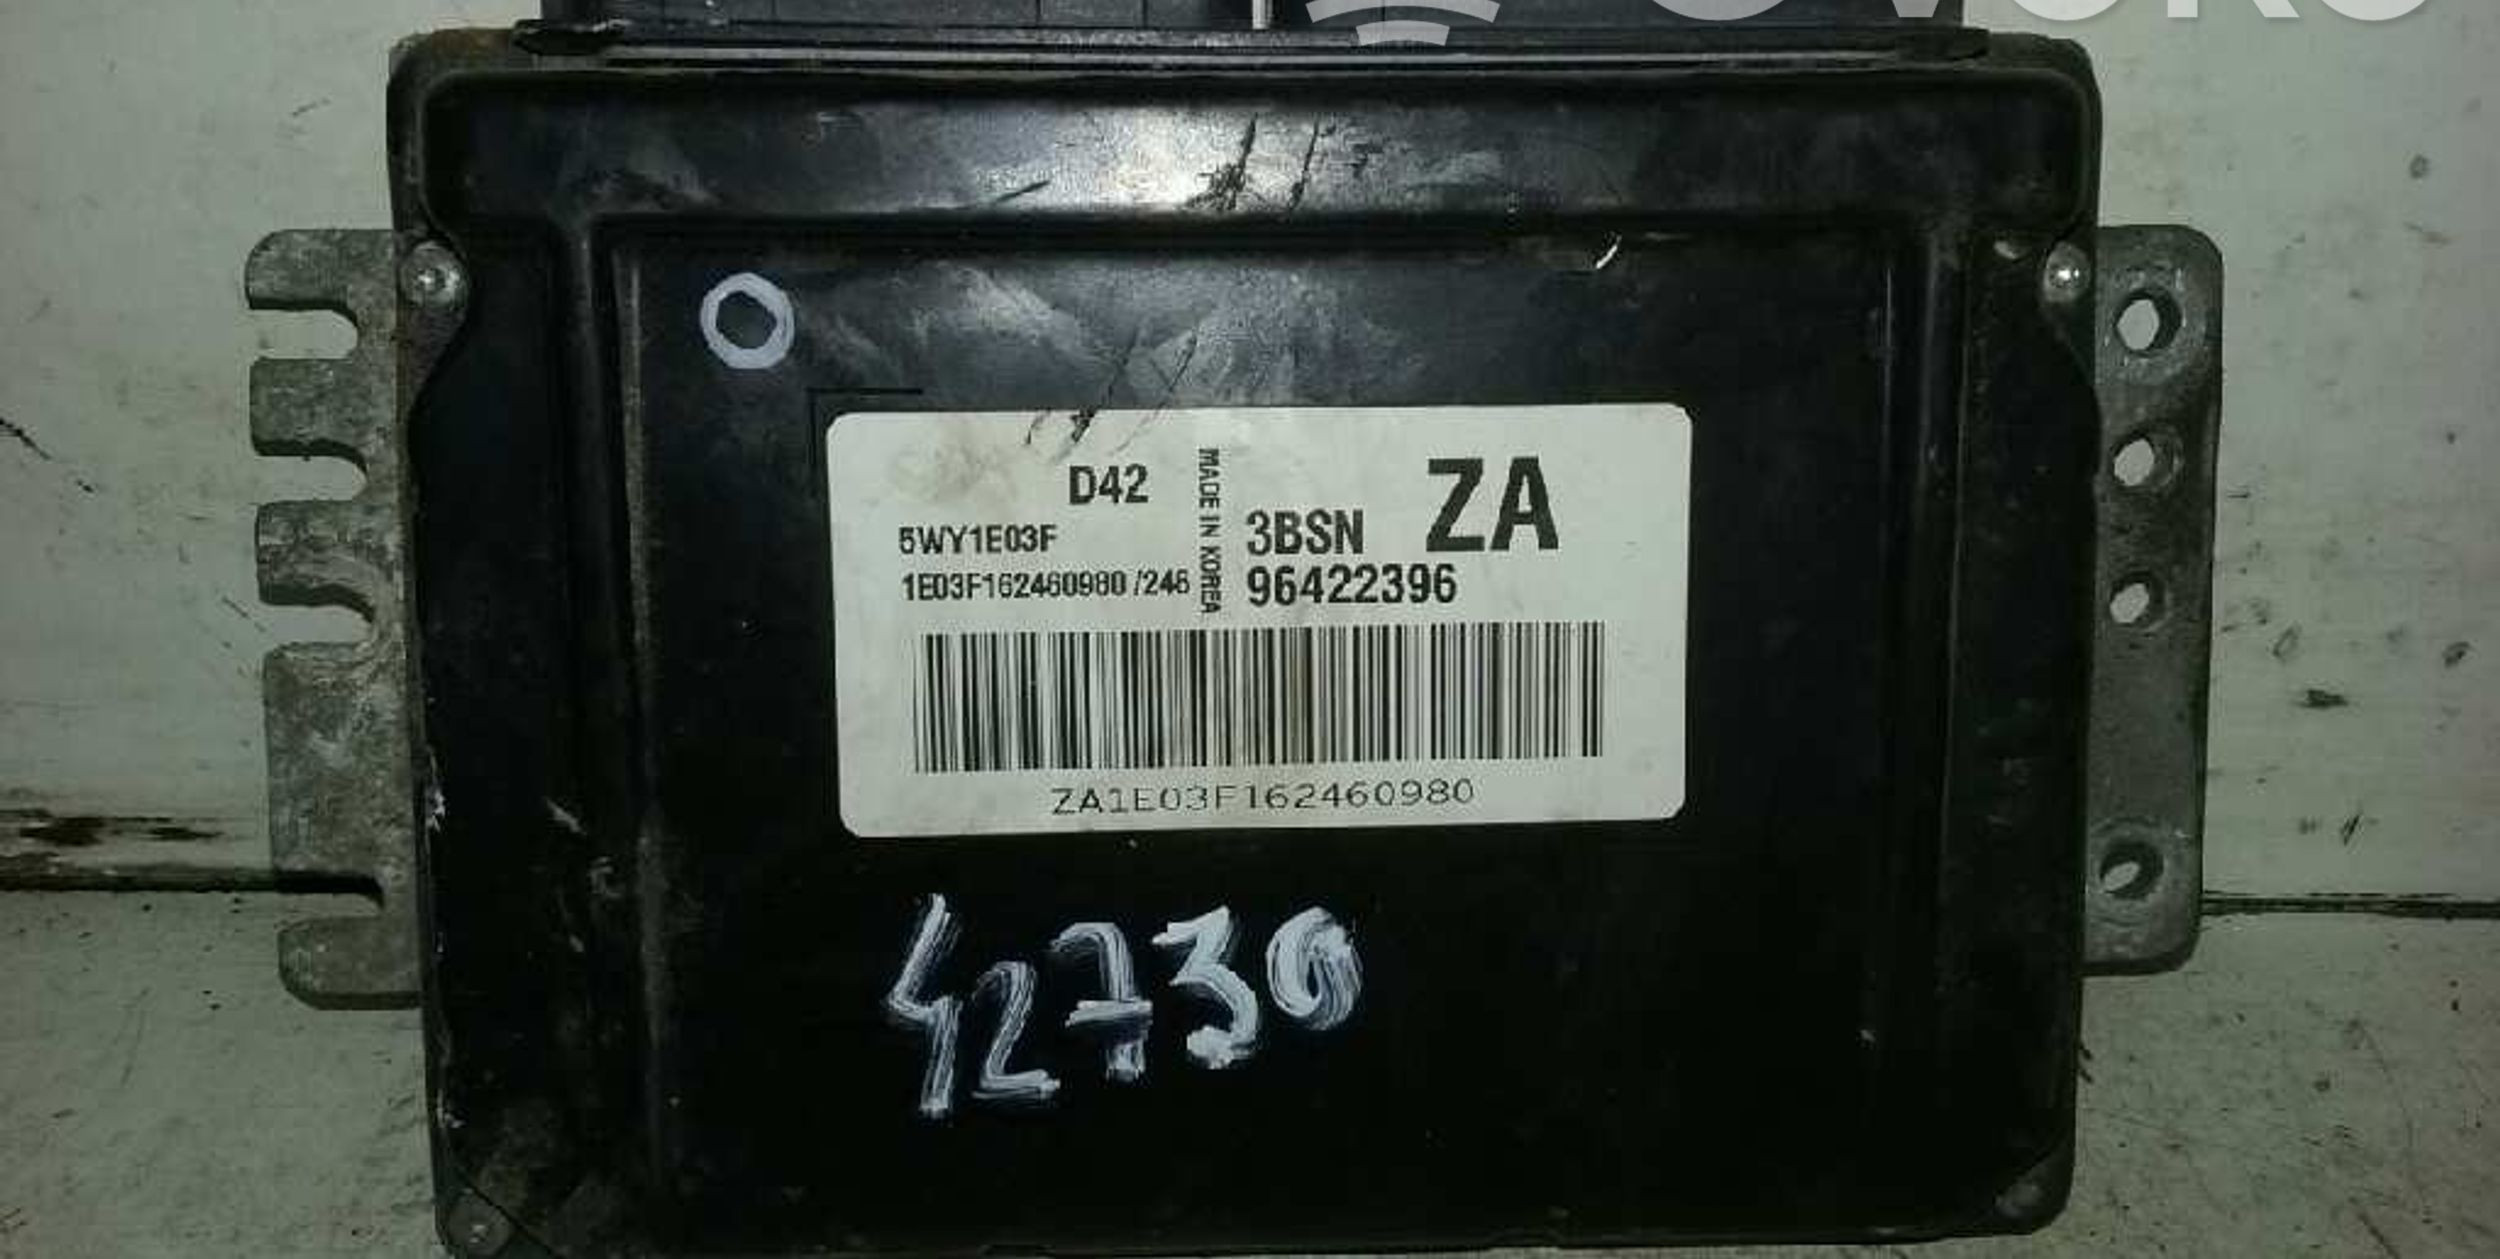 D42
5WY1E03F
1E03F162460980 /246
MADE IN KOREA
3BSN ZA
96422396
ZA1E03F162460980
42730